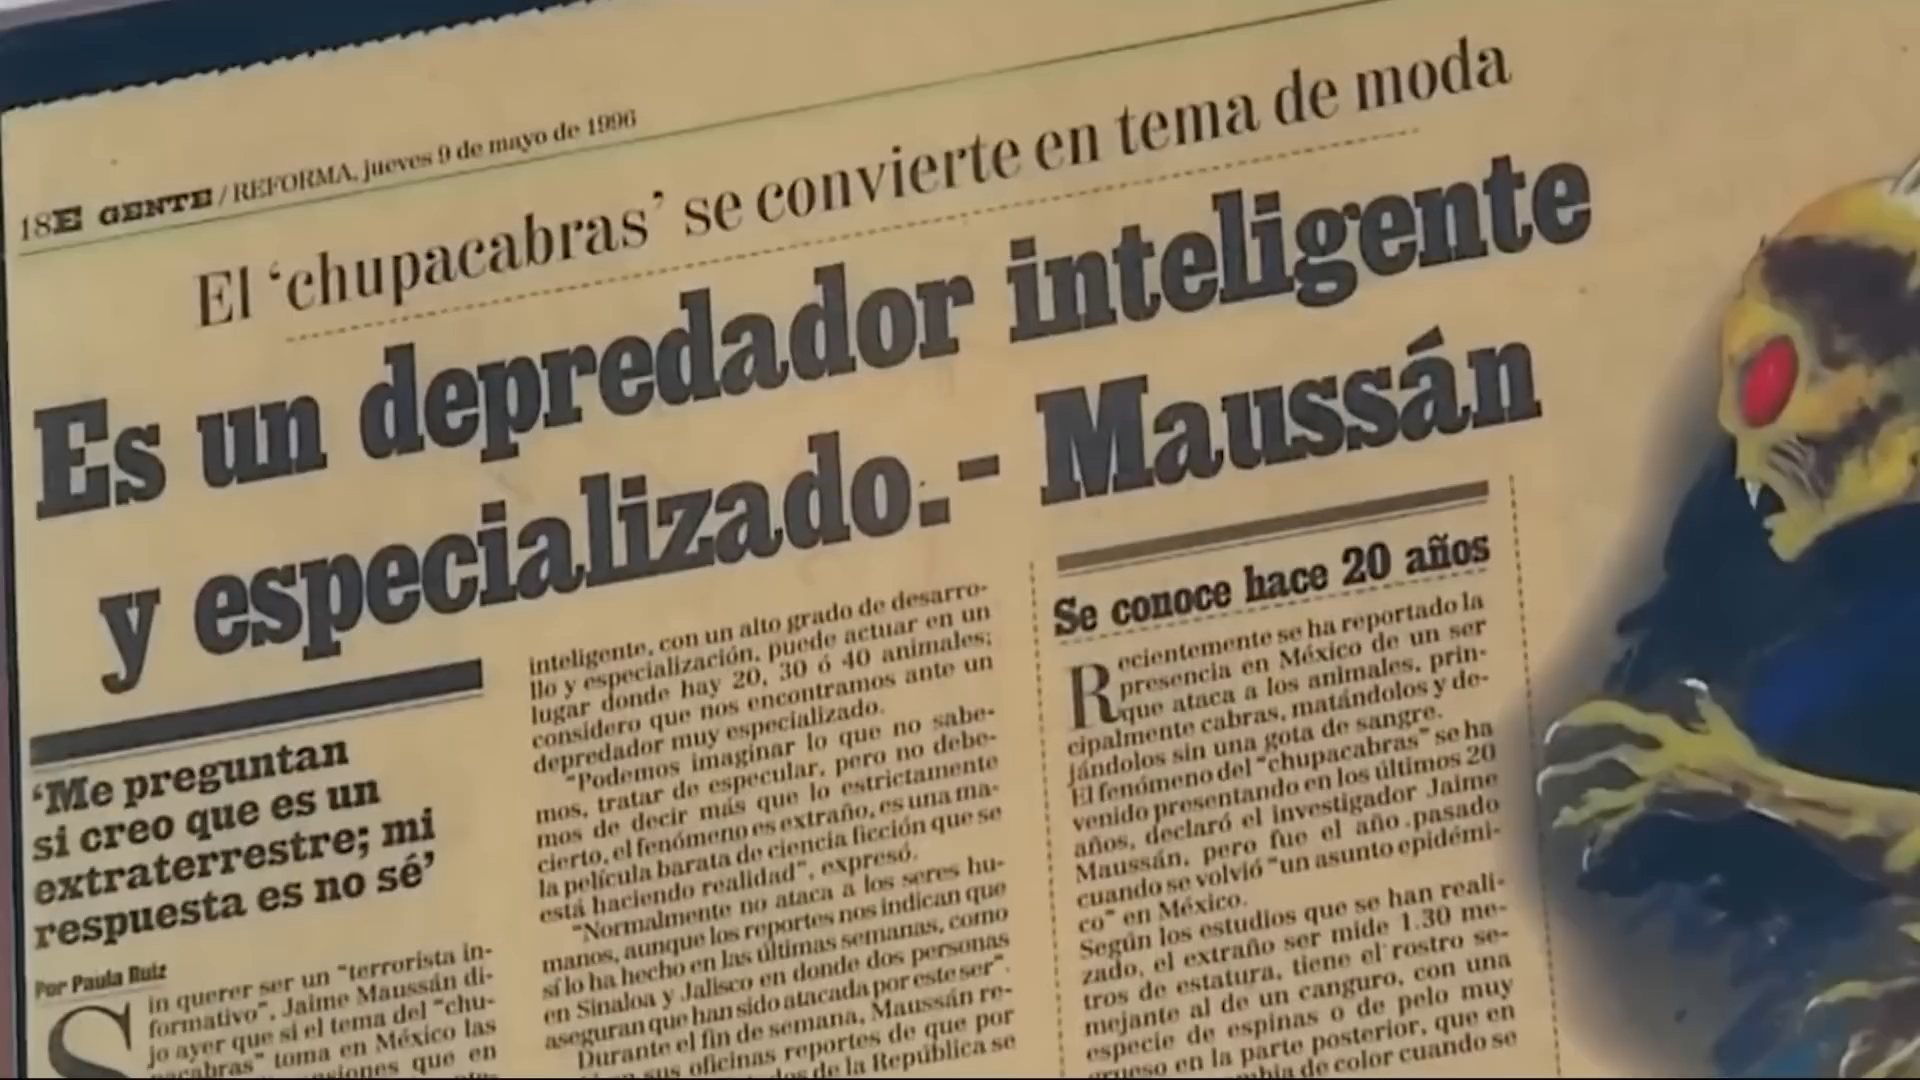 18E GENTE / REFORMA, jueves 9 de mayo de 1996
El ‘chupacabras’ se convierte en tema de moda
Es un depredador inteligente
y especializado.- Maussán
‘Me preguntan
si creo que es un
extraterrestre; mi
respuesta es no sé’
Por Paula Ruiz
Sin querer ser un "terrorista in-
formativo", Jaime Maussán di-
jo ayer que si el tema del "chu-
pacabras" toma en México las
siones que en
inteligente, con un alto grado de desarro-
llo y especialización, puede actuar en un
lugar donde hay 20, 30 ó 40 animales;
considero que nos encontramos ante un
depredador muy especializado.
"Podemos imaginar lo que no sabe-
mos, tratar de especular, pero no debe-
mos de decir más que lo estrictamente
cierto, el fenómeno es extraño, es una ma-
la película barata de ciencia ficción que se
está haciendo realidad", expresó.
"Normalmente no ataca a los seres hu-
manos, aunque los reportes nos indican que
sí lo ha hecho en las últimas semanas, como
en Sinaloa y Jalisco en donde dos personas
aseguran que han sido atacada por este ser".
Durante el fin de semana, Maussán re-
sus oficinas reportes de que por
de la República se
Se conoce hace 20 años
Recientemente se ha reportado la
presencia en México de un ser
que ataca a los animales, prin-
cipalmente cabras, matándolos y de-
jándolos sin una gota de sangre.
El fenómeno del "chupacabras" se ha
venido presentando en los últimos 20
años, declaró el investigador Jaime
Maussán, pero fue el año pasado
cuando se volvió "un asunto epidémi-
co" en México.
Según los estudios que se han reali-
zado, el extraño ser mide 1.30 me-
tros de estatura, tiene el rostro se-
mejante al de un canguro, con una
especie de espinas o de pelo muy
grueso en la parte posterior, que en
de color cuando se